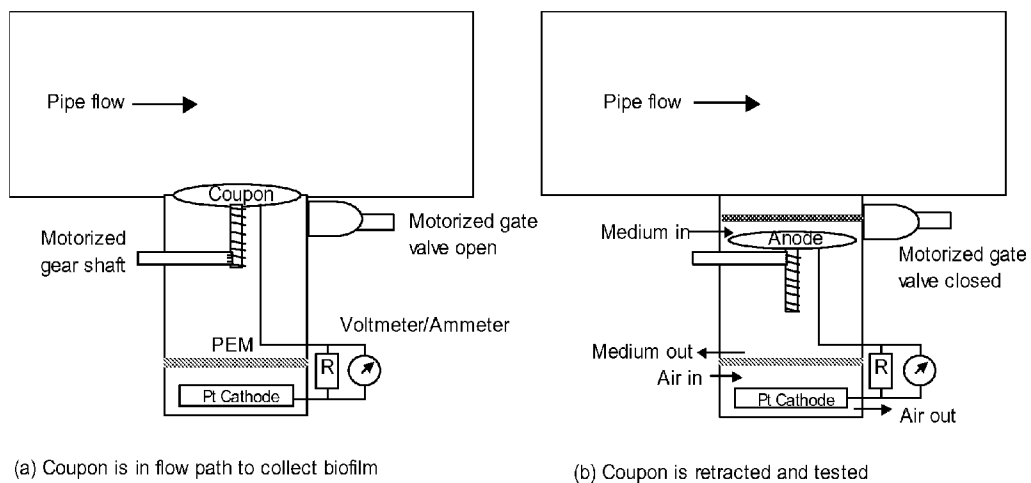 Pipe flow
Coupon
Motorized
gear shaft
Motorized gate
valve open
Voltmeter/Ammeter
PEM
R
Pt Cathode
(a) Coupon is in flow path to collect biofilm
Pipe flow
Medium in
Anode
Motorized gate
valve closed
Medium out
Air in
R
Pt Cathode
Air out
(b) Coupon is retracted and tested